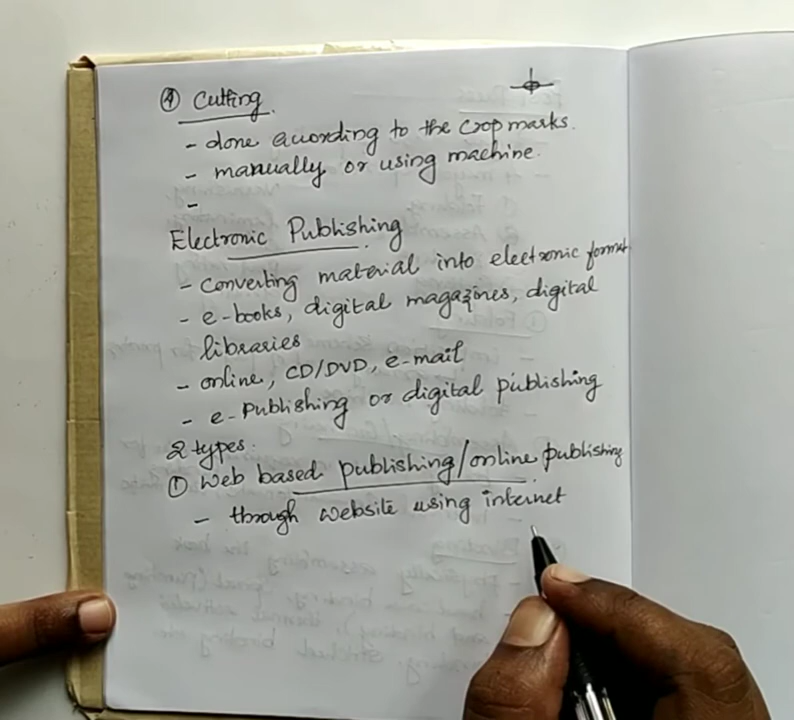 ④ Cutting.
- done according to the crop marks.
- manually or using machine.
-
Electronic Publishing
- converting material into electronic format
- e-books, digital magazines, digital
libraries
- online, CD/DVD, e-mail
- e-Publishing or digital publishing
2 types.
① Web based publishing/online publishing
- through website using internet